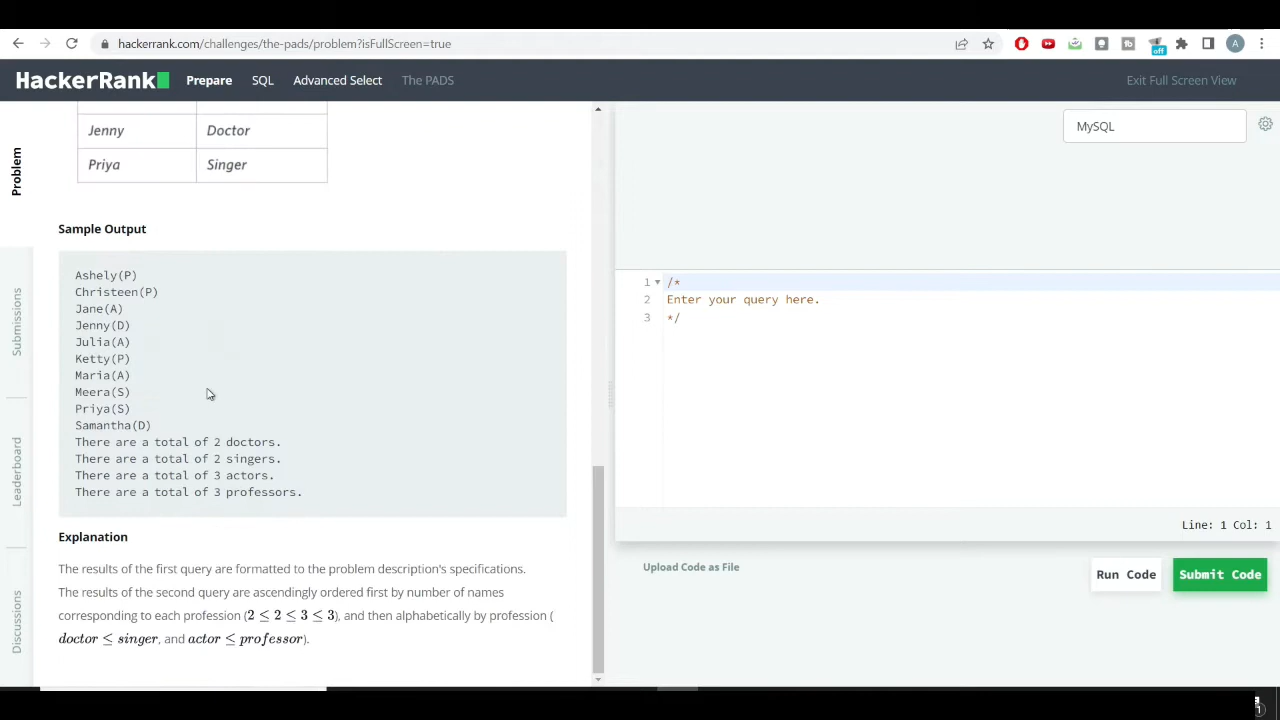 hackerrank.com/challenges/the-pads/problem?isFullScreen=true
off
A
HackerRank
Prepare
SQL
Advanced Select
The PADS
Exit Full Screen View
Problem
Submissions
Leaderboard
Discussions
Jenny Doctor
Priya Singer
Sample Output
Ashely(P)
Christeen(P)
Jane(A)
Jenny(D)
Julia(A)
Ketty(P)
Maria(A)
Meera(S)
Priya(S)
Samantha(D)
There are a total of 2 doctors.
There are a total of 2 singers.
There are a total of 3 actors.
There are a total of 3 professors.
Explanation
The results of the first query are formatted to the problem description's specifications.
The results of the second query are ascendingly ordered first by number of names
corresponding to each profession (2 ≤ 2 ≤ 3 ≤ 3), and then alphabetically by profession (
doctor ≤ singer, and actor ≤ professor).
MySQL
1 /*
2 Enter your query here.
3 */
Line: 1 Col: 1
Upload Code as File
Run Code
Submit Code